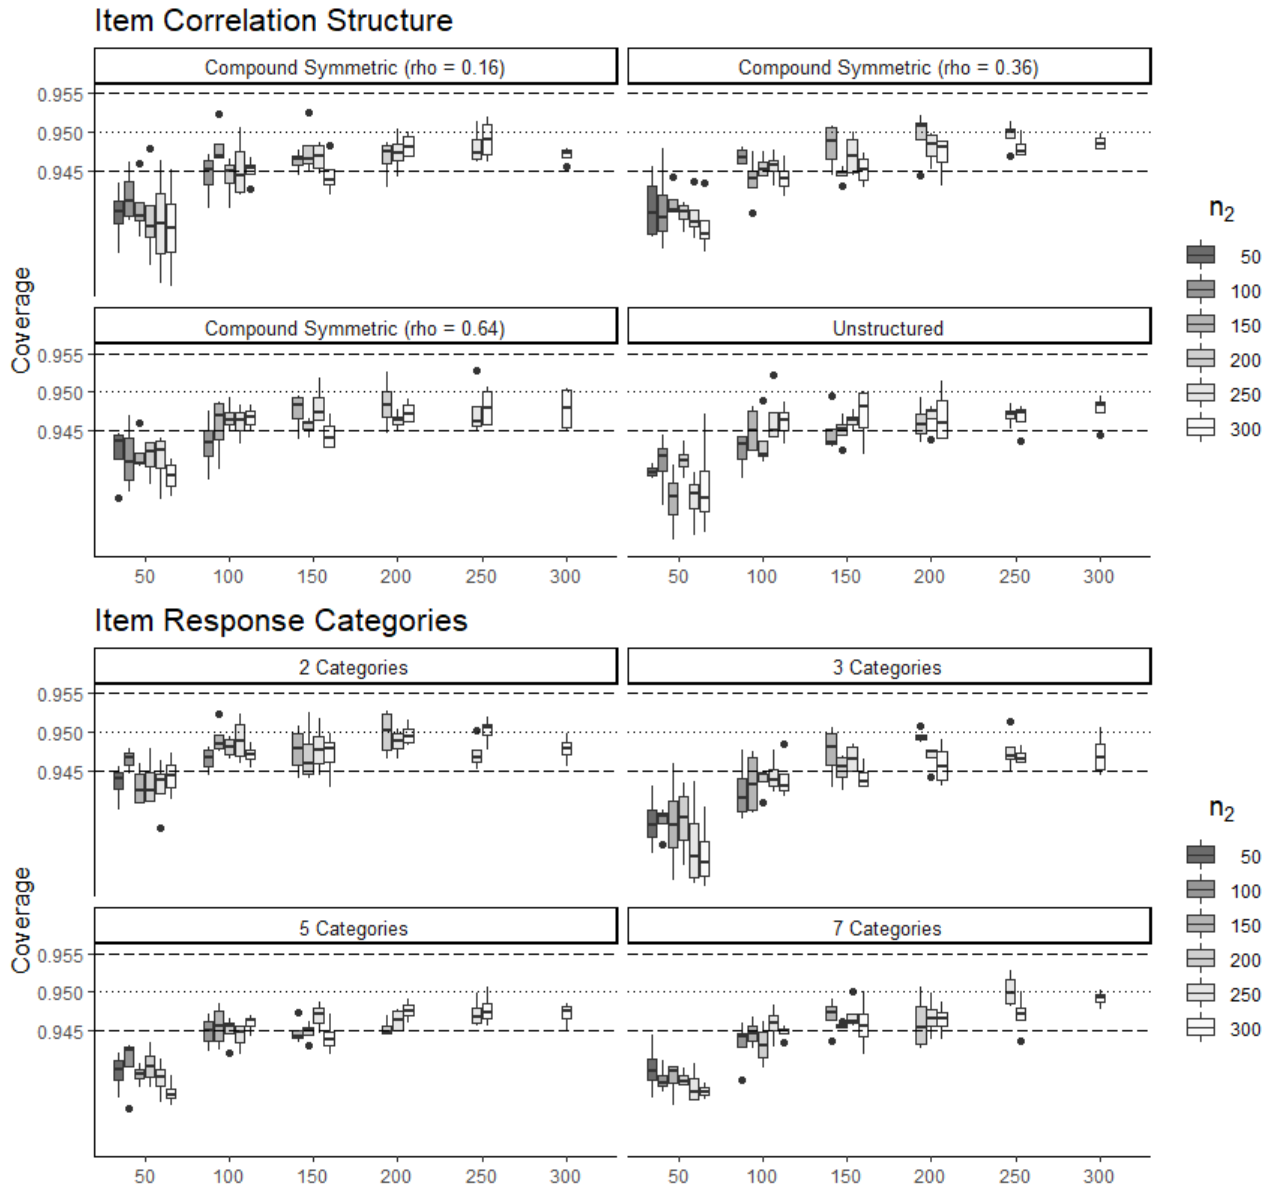 Item Correlation Structure
Compound Symmetric (rho = 0.16)
Compound Symmetric (rho = 0.36)
0.955
0.950
0.945
Compound Symmetric (rho = 0.64)
Unstructured
0.955
0.950
0.945
Coverage
50 100 150 200 250 300
50 100 150 200 250 300
n2
50
100
150
200
250
300
Item Response Categories
2 Categories
3 Categories
0.955
0.950
0.945
5 Categories
7 Categories
0.955
0.950
0.945
Coverage
50 100 150 200 250 300
50 100 150 200 250 300
n2
50
100
150
200
250
300